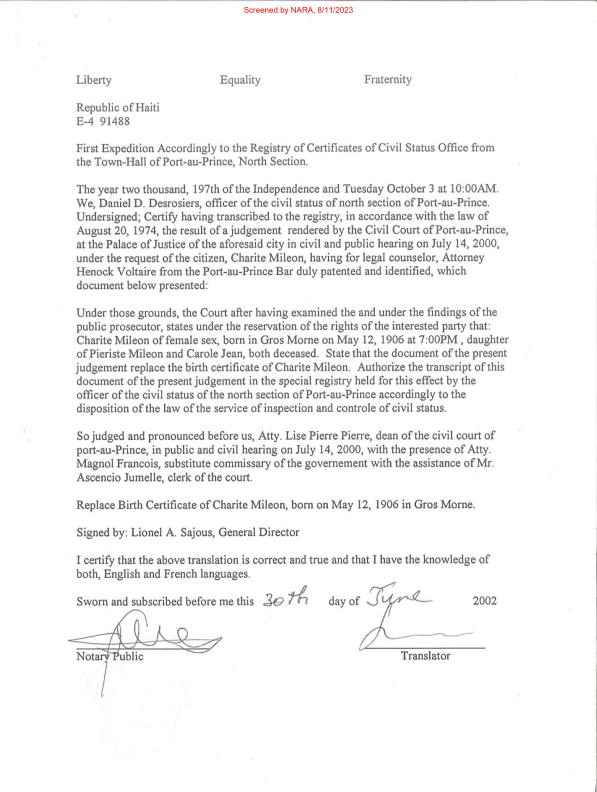 Screened by NARA, 8/11/2023
Liberty Equality Fraternity
Republic of Haiti
E-4 91488
First Expedition Accordingly to the Registry of Certificates of Civil Status Office from
the Town-Hall of Port-au-Prince, North Section.
The year two thousand, 197th of the Independence and Tuesday October 3 at 10:00AM.
We, Daniel D. Desrosiers, officer of the civil status of north section of Port-au-Prince.
Undersigned; Certify having transcribed to the registry, in accordance with the law of
August 20, 1974, the result of a judgement rendered by the Civil Court of Port-au-Prince,
at the Palace of Justice of the aforesaid city in civil and public hearing on July 14, 2000,
under the request of the citizen, Charite Mileon, having for legal counselor, Attorney
Henock Voltaire from the Port-au-Prince Bar duly patented and identified, which
document below presented:
Under those grounds, the Court after having examined the and under the findings of the
public prosecutor, states under the reservation of the rights of the interested party that:
Charite Mileon of female sex, born in Gros Morne on May 12, 1906 at 7:00PM , daughter
of Pieriste Mileon and Carole Jean, both deceased. State that the document of the present
judgement replace the birth certificate of Charite Mileon. Authorize the transcript of this
document of the present judgement in the special registry held for this effect by the
officer of the civil status of the north section of Port-au-Prince accordingly to the
disposition of the law of the service of inspection and controle of civil status.
So judged and pronounced before us, Atty. Lise Pierre Pierre, dean of the civil court of
port-au-Prince, in public and civil hearing on July 14, 2000, with the presence of Atty.
Magnol Francois, substitute commissary of the governement with the assistance of Mr.
Ascencio Jumelle, clerk of the court.
Replace Birth Certificate of Charite Mileon, born on May 12, 1906 in Gros Morne.
Signed by: Lionel A. Sajous, General Director
I certify that the above translation is correct and true and that I have the knowledge of
both, English and French languages.
Sworn and subscribed before me this 30th day of June 2002
Notary Public Translator